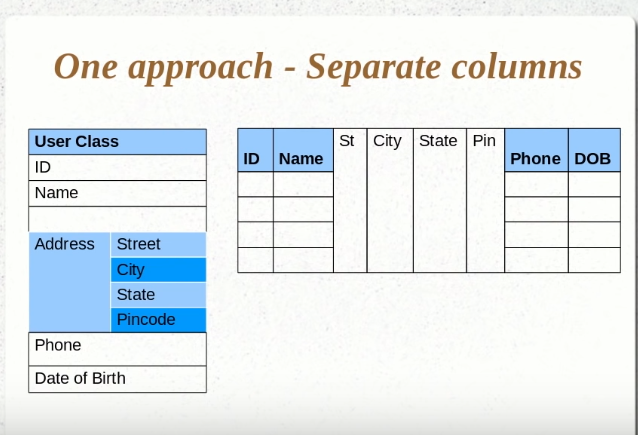 One approach - Separate columns
User Class
ID
Name
Address
Street
City
State
Pincode
Phone
Date of Birth
ID Name St City State Pin Phone DOB